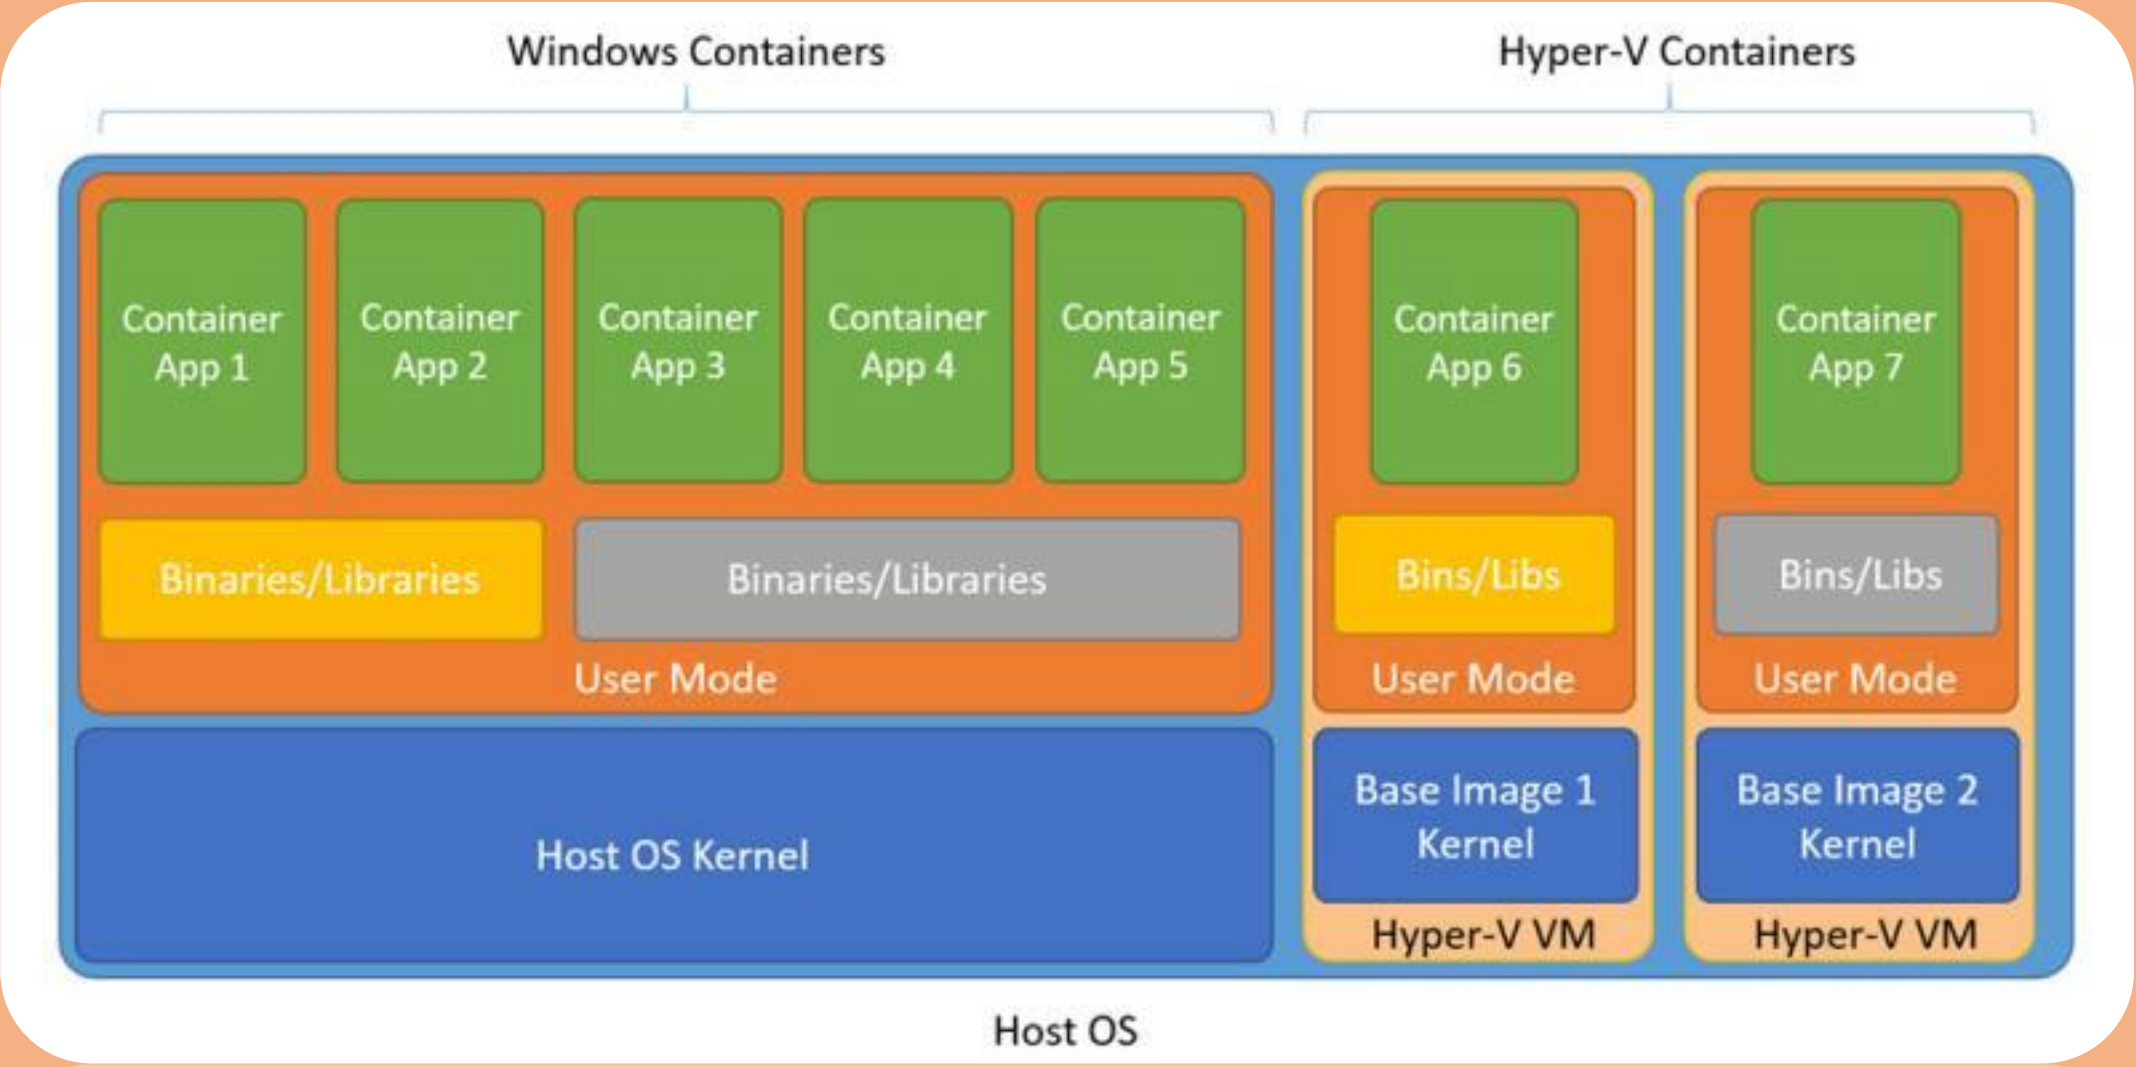 Windows Containers
Hyper-V Containers
Container
App 1
Container
App 2
Container
App 3
Container
App 4
Container
App 5
Container
App 6
Container
App 7
Binaries/Libraries
Binaries/Libraries
Bins/Libs
Bins/Libs
User Mode
User Mode
User Mode
Host OS Kernel
Base Image 1
Kernel
Base Image 2
Kernel
Hyper-V VM
Hyper-V VM
Host OS